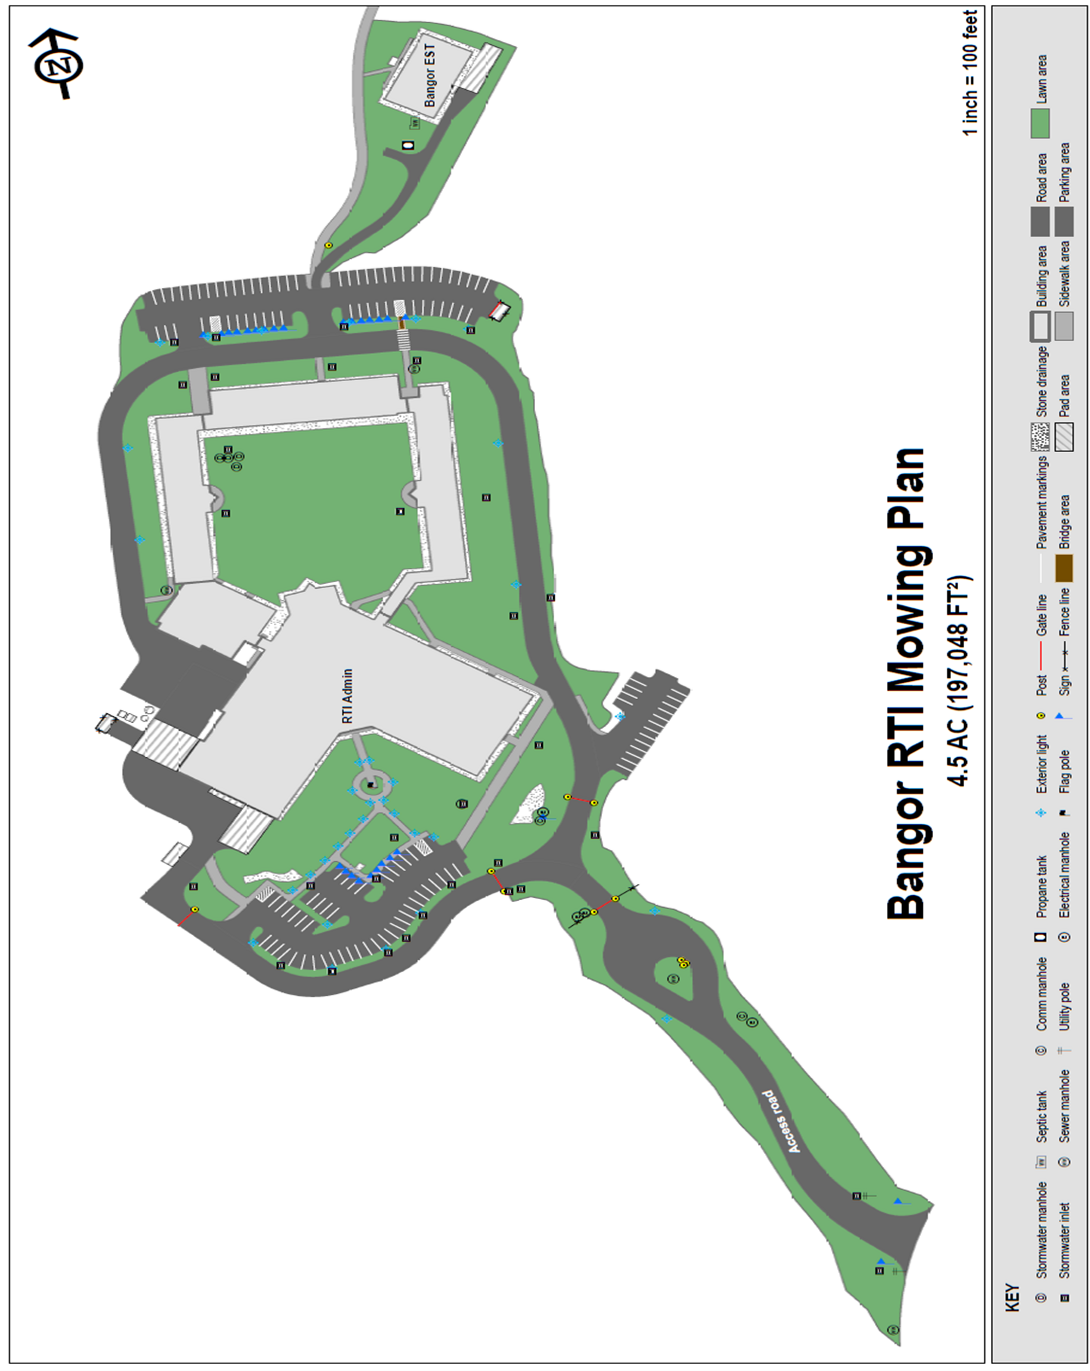 N
Bangor EST
1 inch = 100 feet
RTI Admin
Bangor RTI Mowing Plan
4.5 AC (197,048 FT²)
Access road
KEY
Stormwater manhole
Septic tank
Comm manhole
Propane tank
Exterior light
Post
Gate line
Pavement markings
Stone drainage
Building area
Road area
Lawn area
Stormwater inlet
Sewer manhole
Utility pole
Electrical manhole
Flag pole
Sign
Fence line
Bridge area
Pad area
Sidewalk area
Parking area